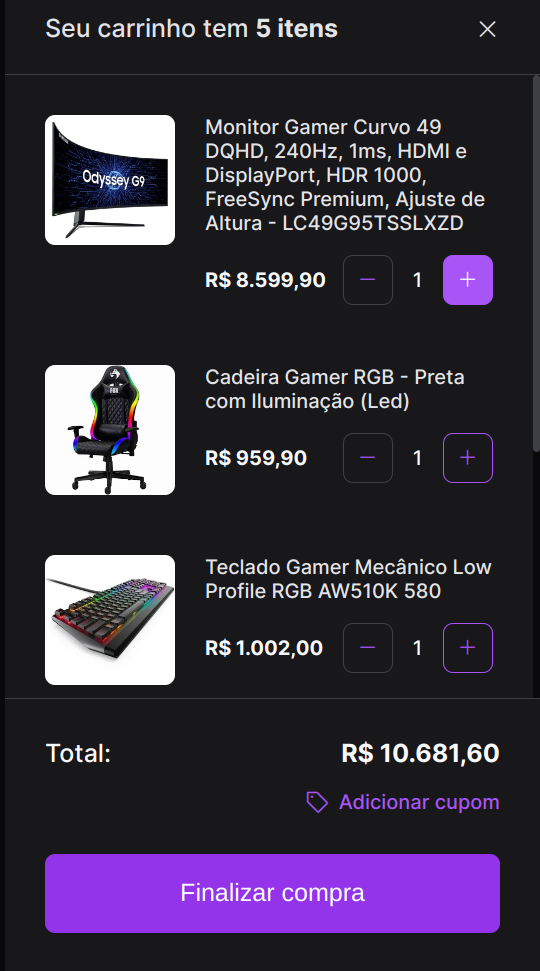 Seu carrinho tem 5 itens
Odyssey G9
Monitor Gamer Curvo 49
DQHD, 240Hz, 1ms, HDMI e
DisplayPort, HDR 1000,
FreeSync Premium, Ajuste de
Altura - LC49G95TSSLXZD
R$ 8.599,90 − 1 +
FOX
Cadeira Gamer RGB - Preta
com Iluminação (Led)
R$ 959,90 − 1 +
Teclado Gamer Mecânico Low
Profile RGB AW510K 580
R$ 1.002,00 − 1 +
Total: R$ 10.681,60
Adicionar cupom
Finalizar compra